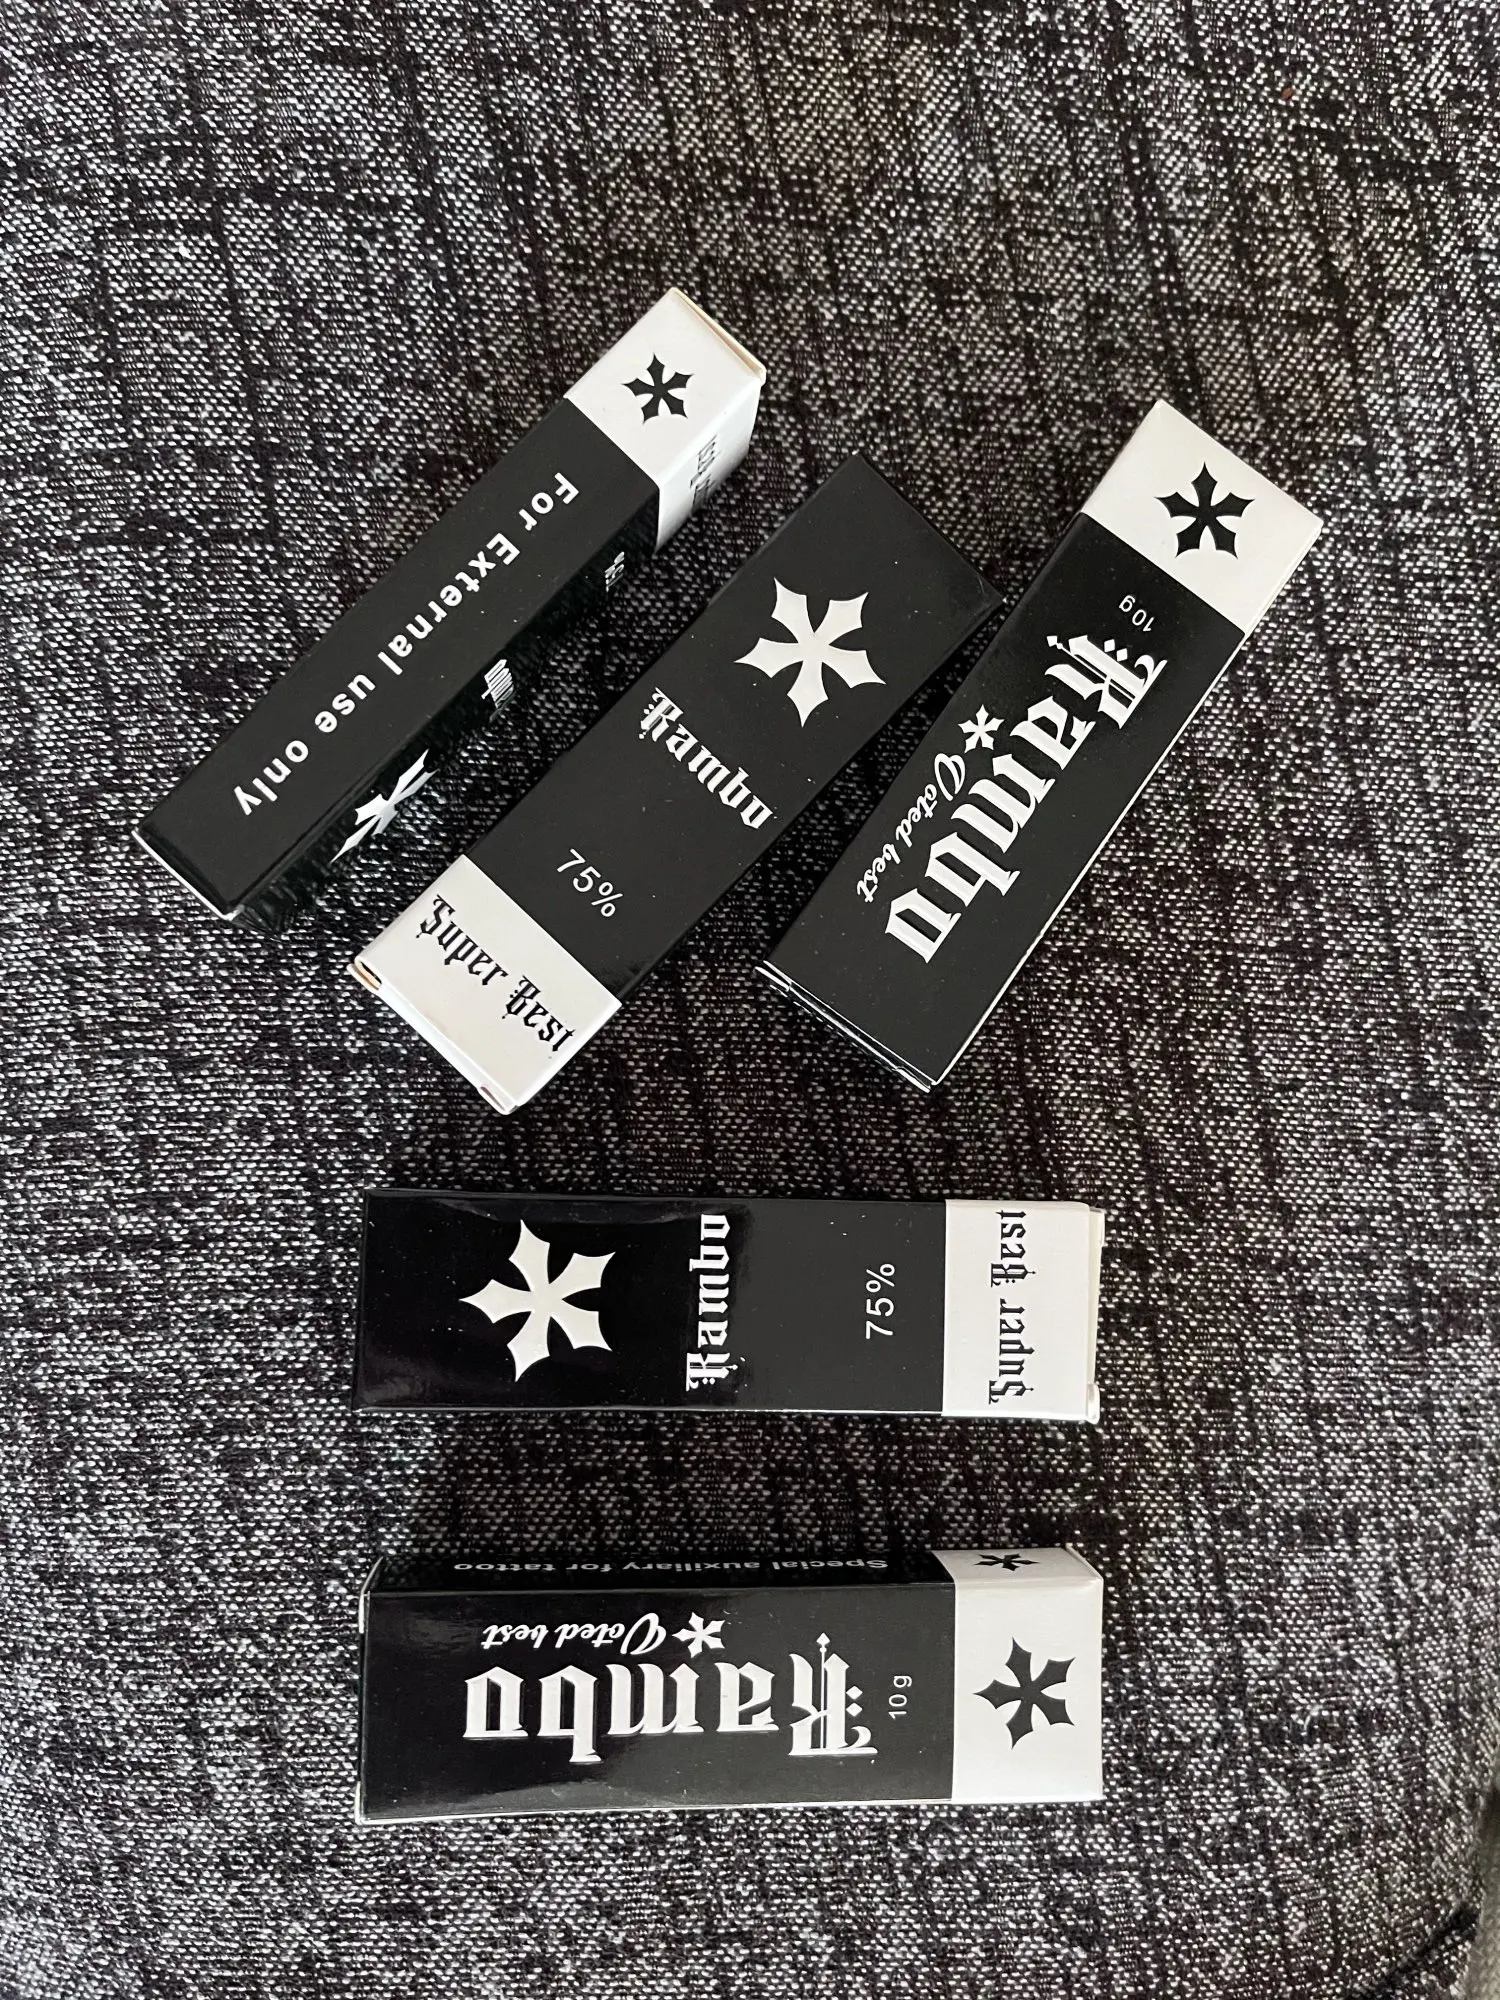 For External use only
Rambo
75%
Super Best
10g
Rambo
Voted best
Rambo
75%
Super Best
Special auxiliary for tattoo
10g
Rambo
Voted best